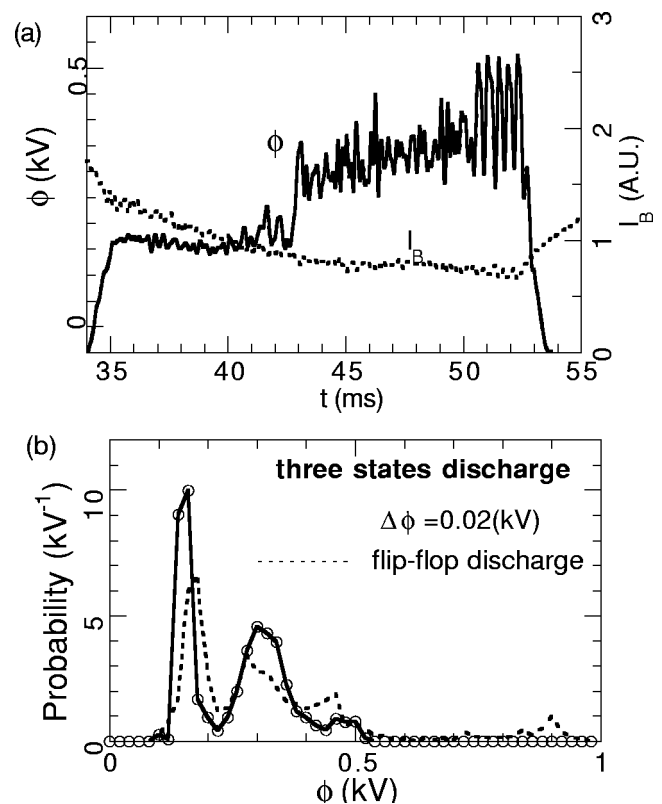 (a)
3
0.5
ϕ
2
ϕ (kV)
I_B (A.U.)
I_B
1
0
0
35 40 45 50 55
t (ms)
(b)
three states discharge
10
Δϕ =0.02(kV)
flip-flop discharge
Probability (kV⁻¹)
5
0
0 0.5 1
ϕ (kV)